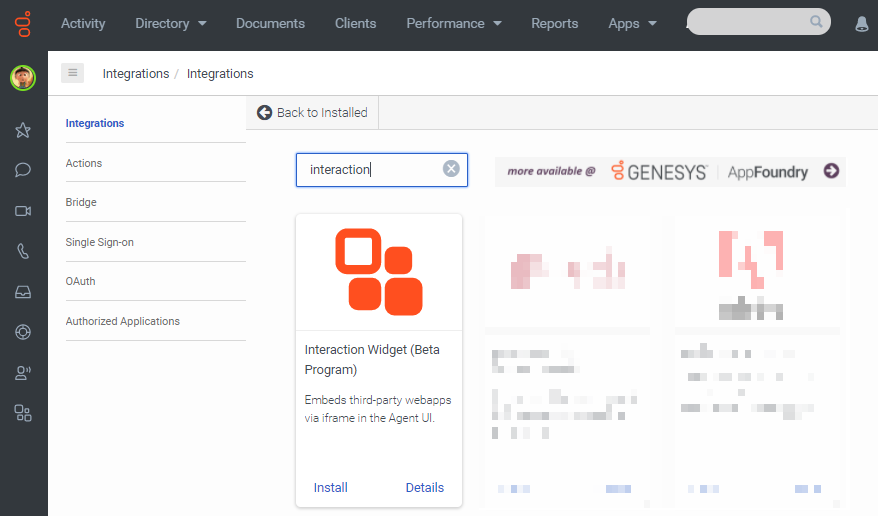 Activity Directory Documents Clients Performance Reports Apps
Integrations / Integrations
Integrations
Actions
Bridge
Single Sign-on
OAuth
Authorized Applications
Back to Installed
interaction
more available @ GENESYS™ AppFoundry
Interaction Widget (Beta
Program)
Embeds third-party webapps
via iframe in the Agent UI.
Install Details